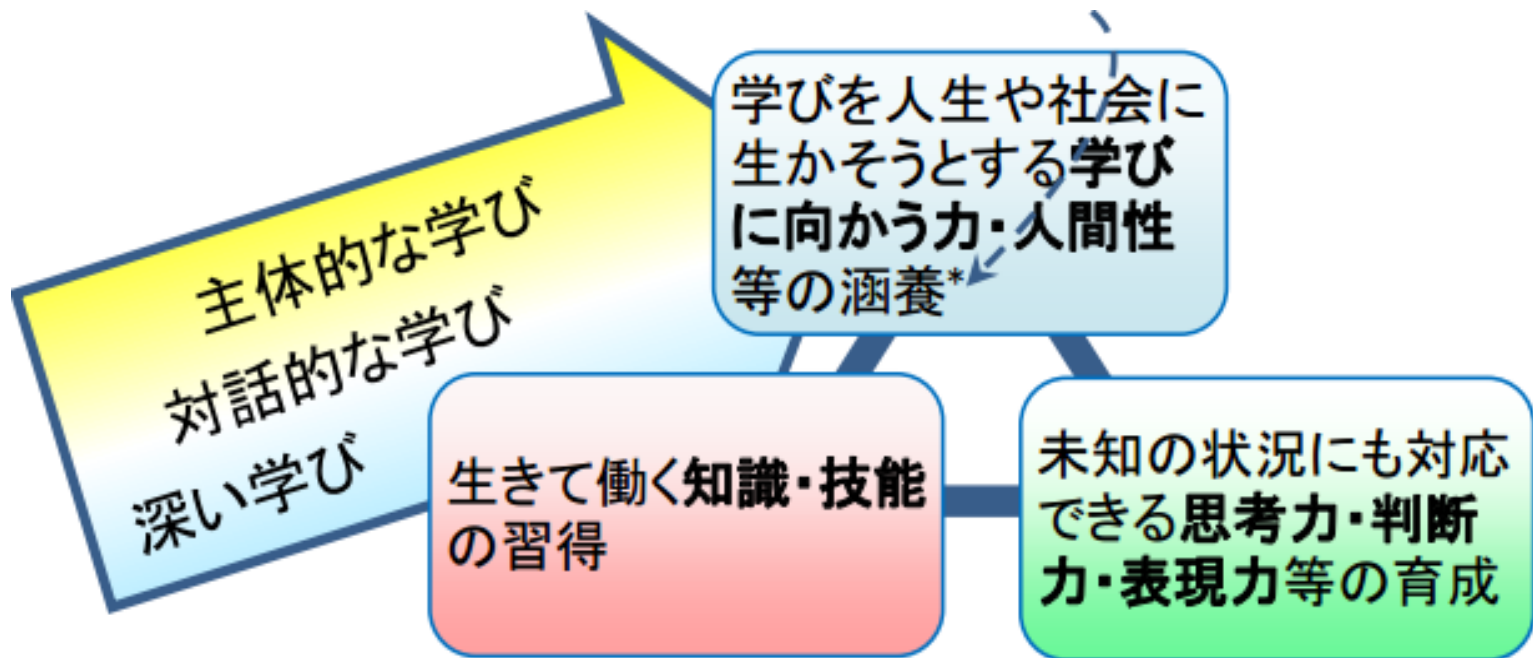 主体的な学び
対話的な学び
深い学び
学びを人生や社会に
生かそうとする学び
に向かう力・人間性
等の涵養*
生きて働く知識・技能
の習得
未知の状況にも対応
できる思考力・判断
力・表現力等の育成